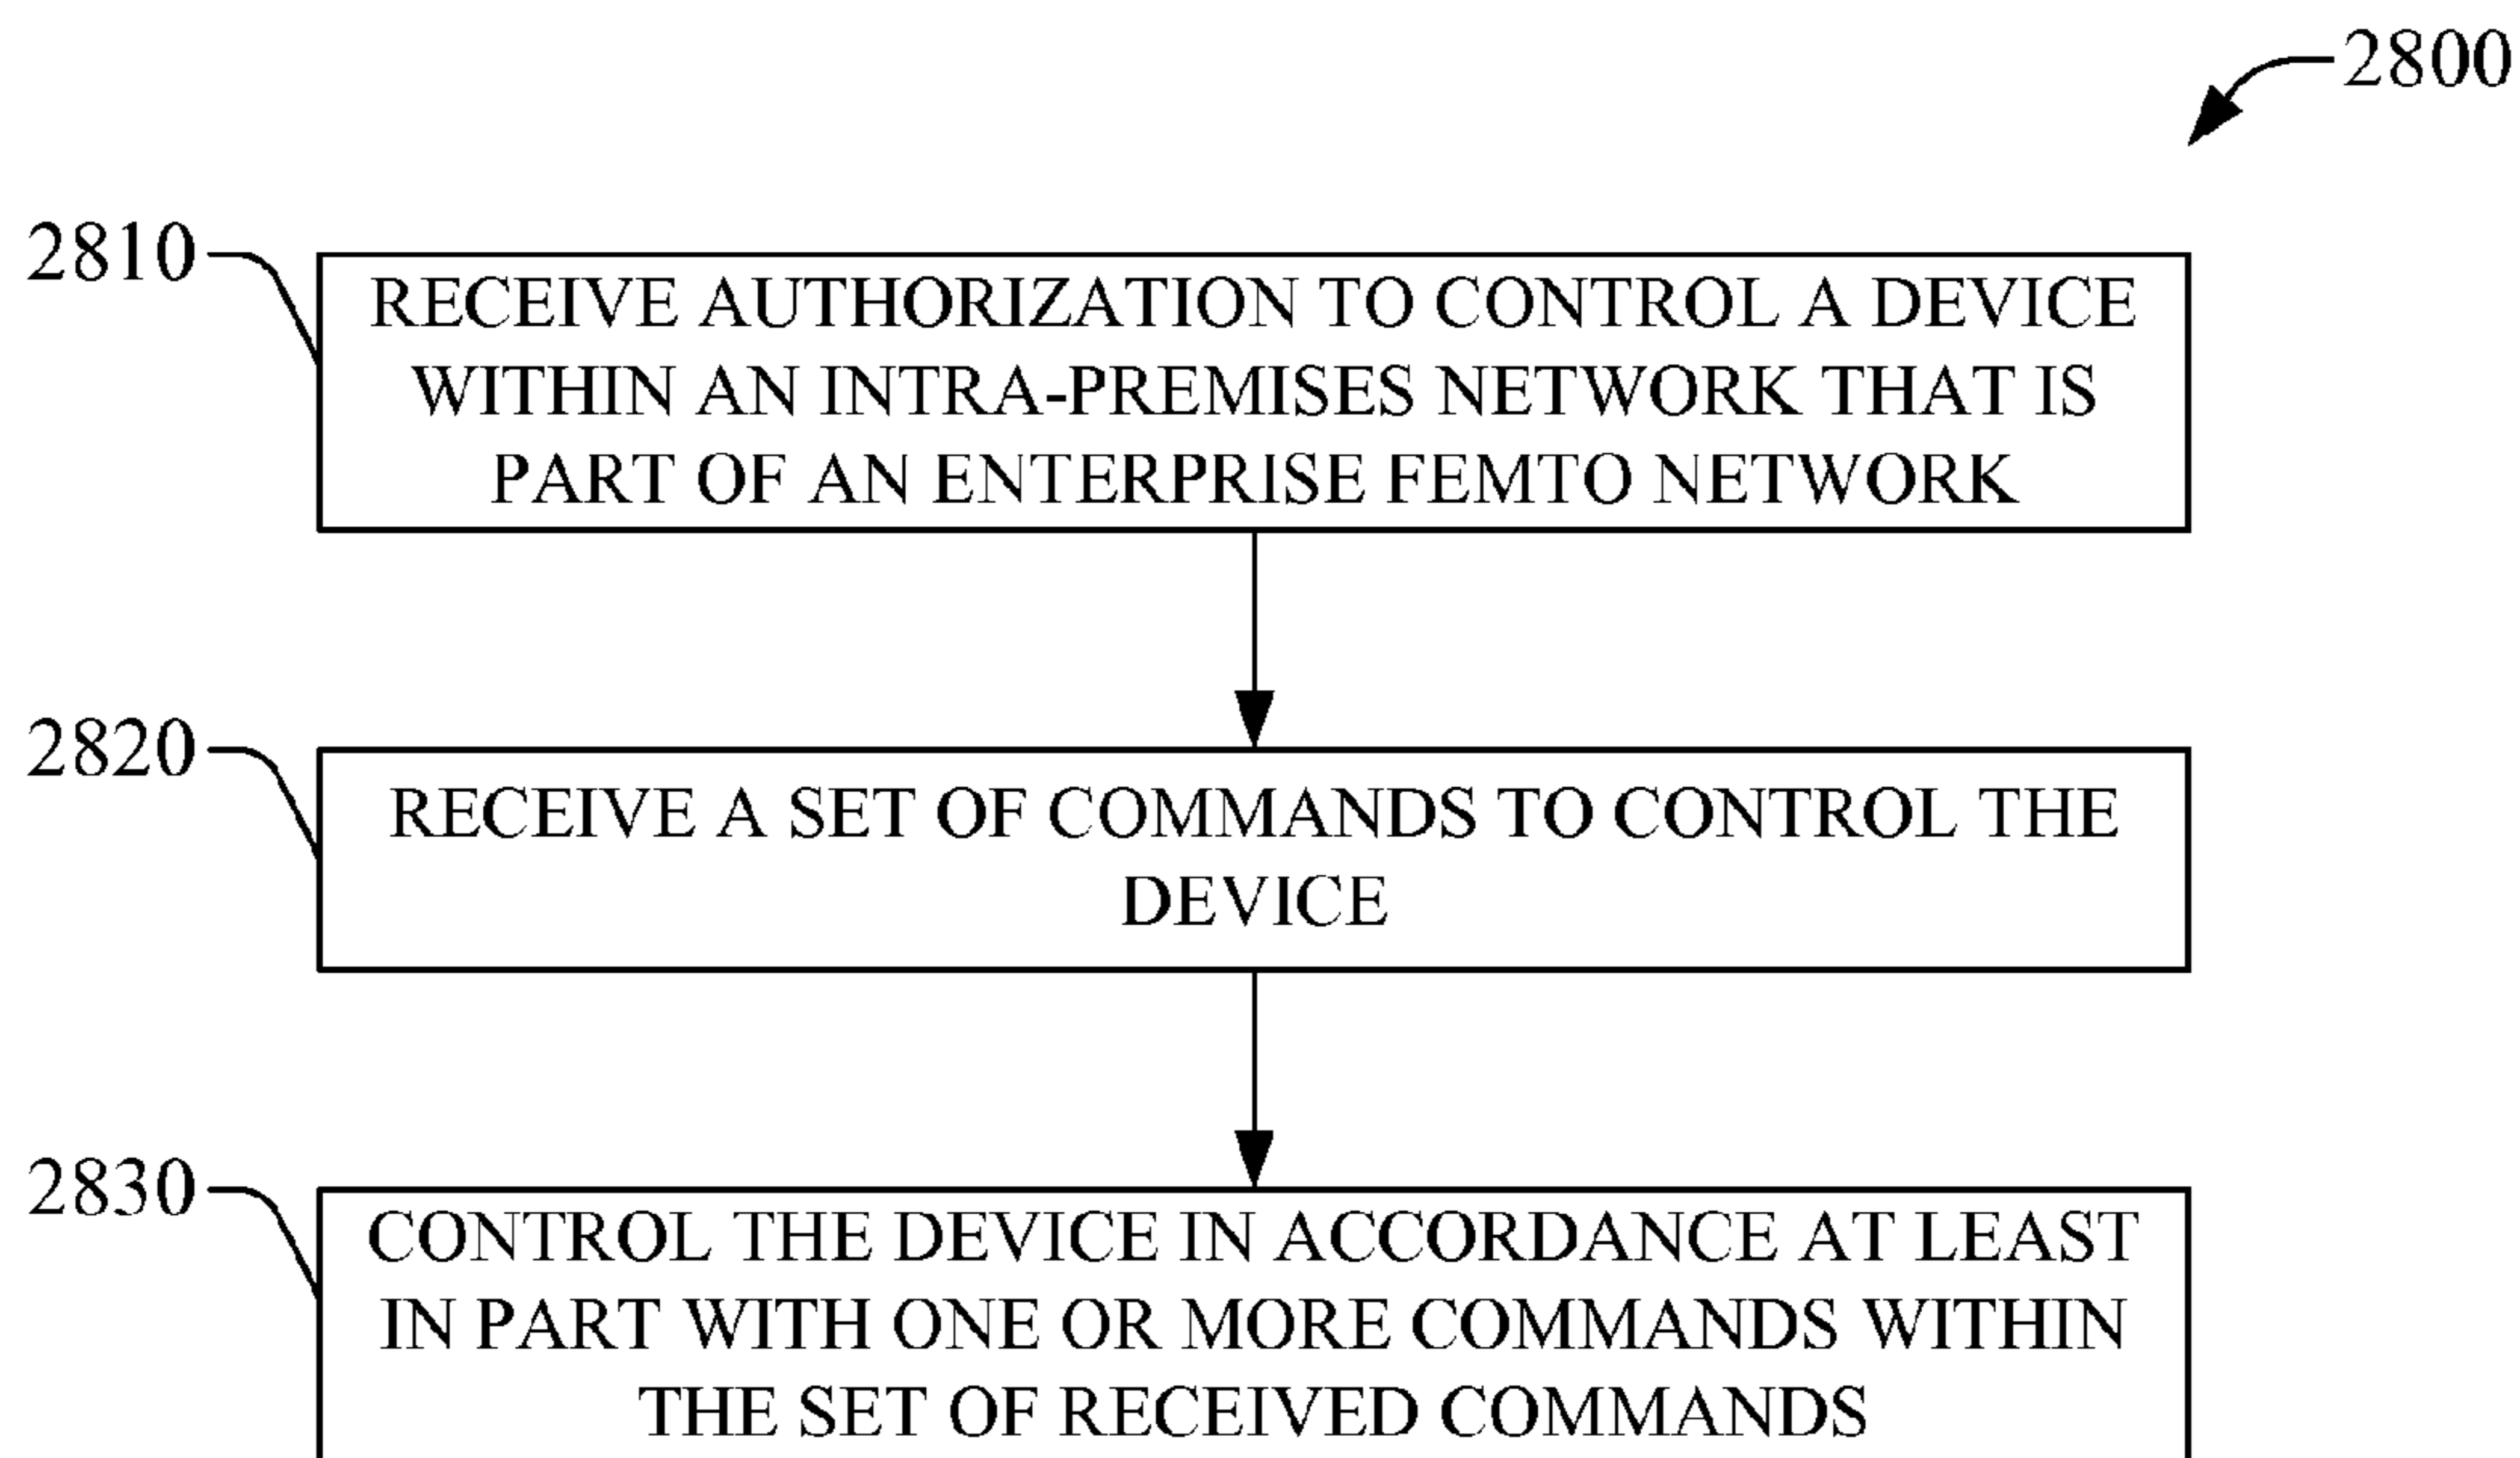 2800
2810
RECEIVE AUTHORIZATION TO CONTROL A DEVICE
WITHIN AN INTRA-PREMISES NETWORK THAT IS
PART OF AN ENTERPRISE FEMTO NETWORK
2820
RECEIVE A SET OF COMMANDS TO CONTROL THE
DEVICE
2830
CONTROL THE DEVICE IN ACCORDANCE AT LEAST
IN PART WITH ONE OR MORE COMMANDS WITHIN
THE SET OF RECEIVED COMMANDS